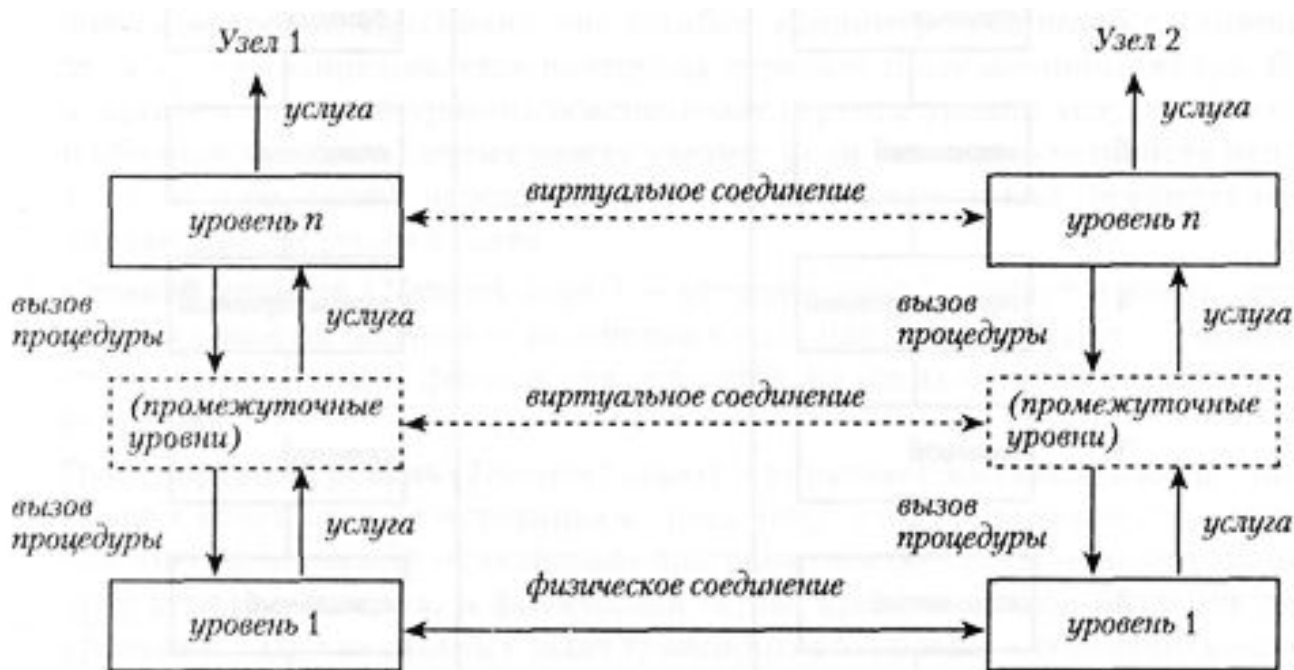 Узел 1
Узел 2
услуга
услуга
виртуальное соединение
уровень n
уровень n
вызов
процедуры
услуга
вызов
процедуры
услуга
виртуальное соединение
(промежуточные
уровни)
(промежуточные
уровни)
вызов
процедуры
услуга
вызов
процедуры
услуга
физическое соединение
уровень 1
уровень 1